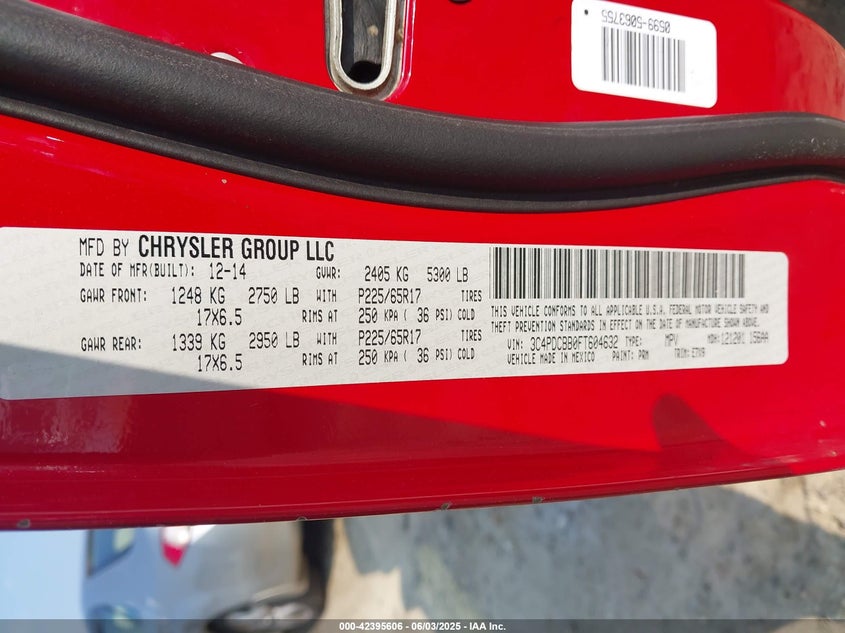 0599-5063755
MFD BY CHRYSLER GROUP LLC
DATE OF MFR(BUILT): 12-14 GVWR: 2405 KG 5300 LB
GAWR FRONT: 1248 KG 2750 LB WITH P225/65R17 TIRES
17X6.5 RIMS AT 250 KPA ( 36 PSI) COLD
GAWR REAR: 1339 KG 2950 LB WITH P225/65R17 TIRES
17X6.5 RIMS AT 250 KPA ( 36 PSI) COLD
THIS VEHICLE CONFORMS TO ALL APPLICABLE U.S.A. FEDERAL MOTOR VEHICLE SAFETY AND
THEFT PREVENTION STANDARDS IN EFFECT ON THE DATE OF MANUFACTURE SHOWN ABOVE.
VIN: 3C4PDCBB0FT604632 TYPE: MPV MDH: 121201 156AA
VEHICLE MADE IN MEXICO PAINT: PRM TRIM: E7X9
000-42395606 - 06/03/2025 - IAA Inc.